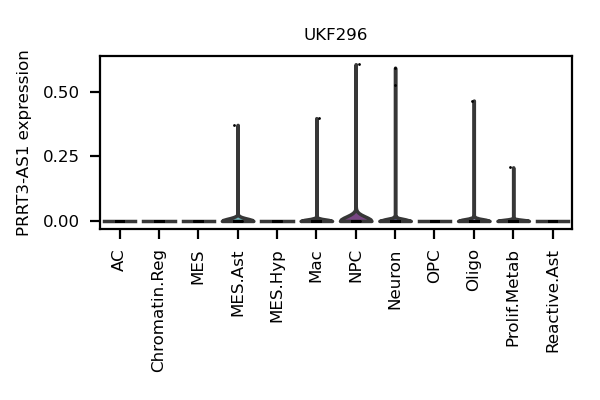 UKF296
PRRT3-AS1 expression
0.50
0.25
0.00
AC
Chromatin.Reg
MES
MES.Ast
MES.Hyp
Mac
NPC
Neuron
OPC
Oligo
Prolif.Metab
Reactive.Ast